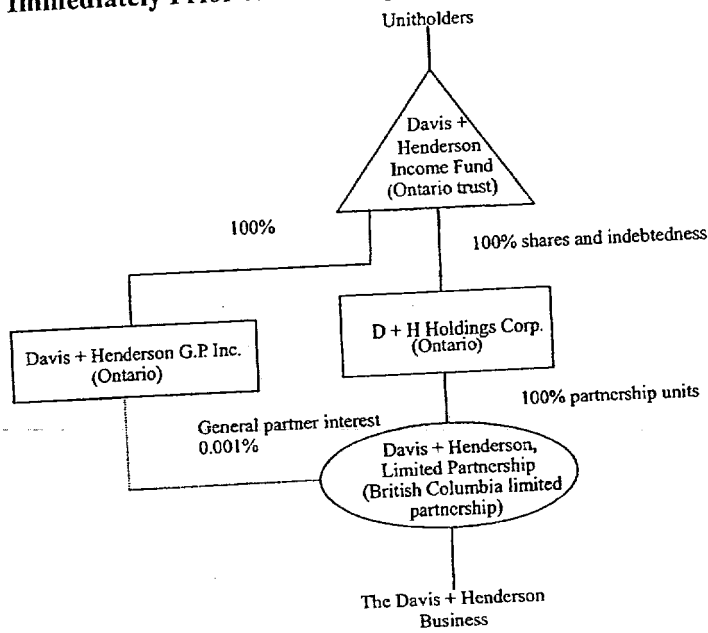 Immediately Prior
Unitholders
Davis +
Henderson
Income Fund
(Ontario trust)
100%
100% shares and indebtedness
Davis + Henderson G.P. Inc.
(Ontario)
D + H Holdings Corp.
(Ontario)
100% partnership units
General partner interest
0.001%
Davis + Henderson,
Limited Partnership
(British Columbia limited
partnership)
The Davis + Henderson
Business